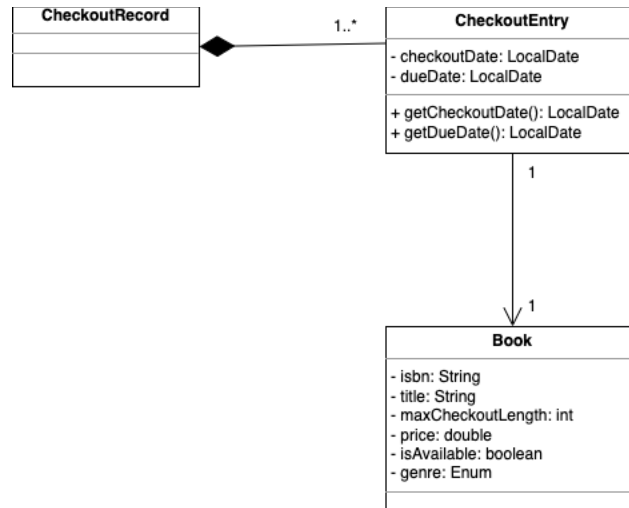 CheckoutRecord
1..*
CheckoutEntry
- checkoutDate: LocalDate
- dueDate: LocalDate
+ getCheckoutDate(): LocalDate
+ getDueDate(): LocalDate
1
1
Book
- isbn: String
- title: String
- maxCheckoutLength: int
- price: double
- isAvailable: boolean
- genre: Enum